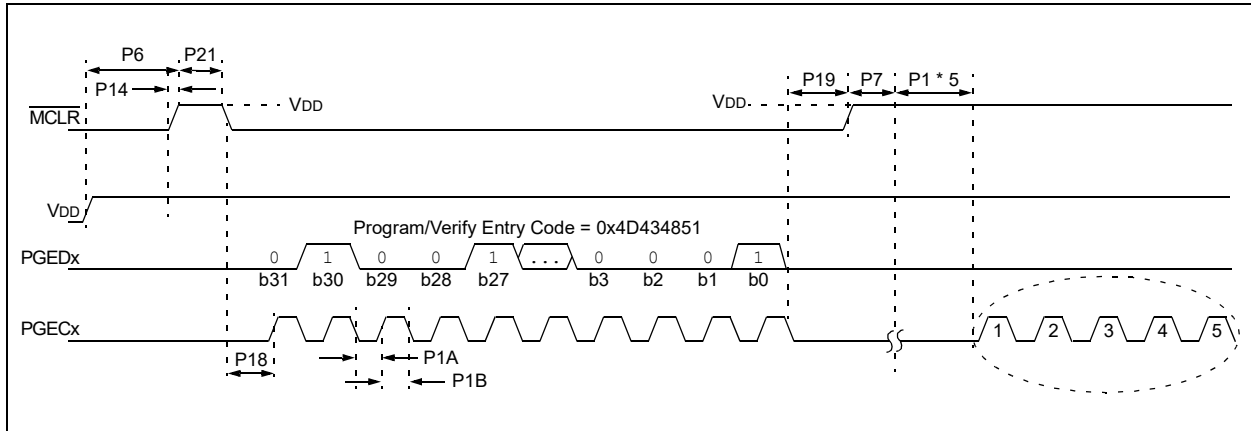 P6 P21
P14
P19 P7 P1 * 5
VDD VDD
MCLR
VDD
Program/Verify Entry Code = 0x4D434851
PGEDx 0 1 0 0 1 ... 0 0 0 1
b31 b30 b29 b28 b27 b3 b2 b1 b0
PGECx 1 2 3 4 5
P18 P1A
P1B